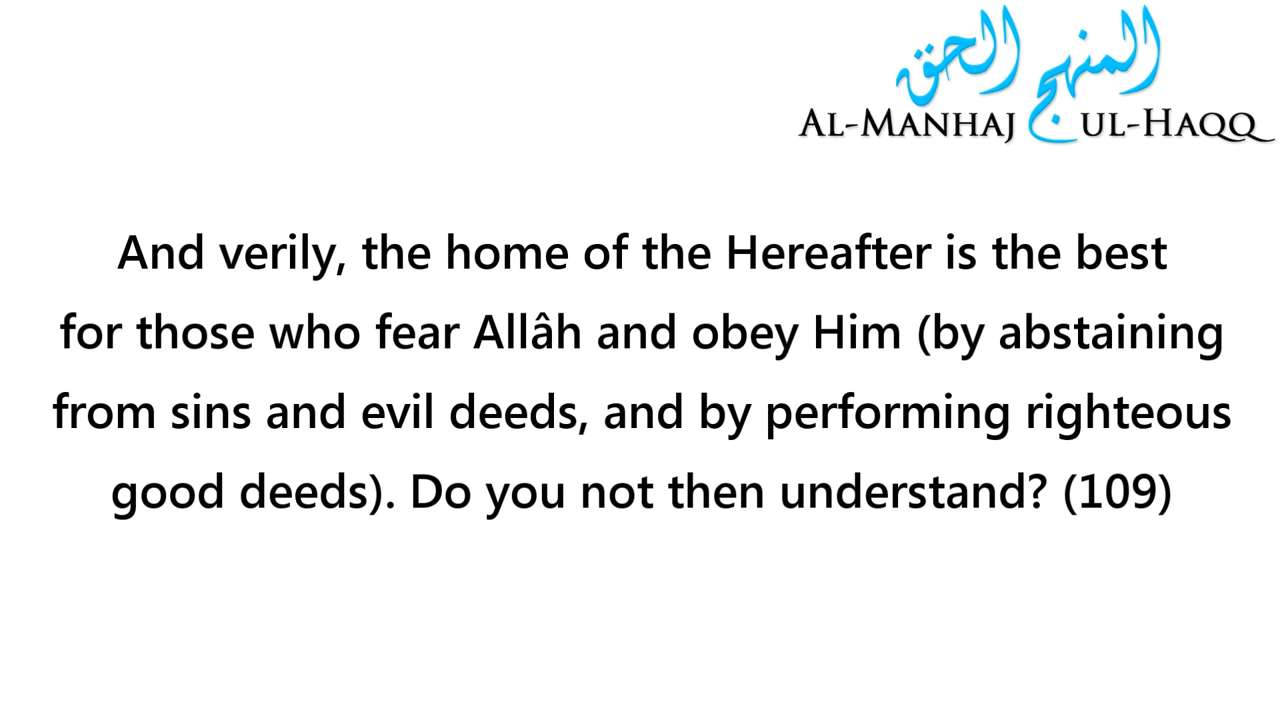 المنهج الحق
AL-MANHAJ UL-HAQQ
And verily, the home of the Hereafter is the best
for those who fear Allâh and obey Him (by abstaining
from sins and evil deeds, and by performing righteous
good deeds). Do you not then understand? (109)